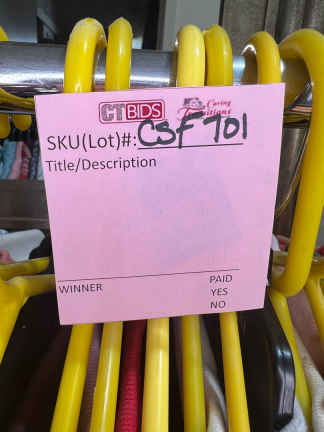 CTBIDS Caring Transitions
SKU(Lot)#: CSF 701
Title/Description
WINNER PAID
YES
NO